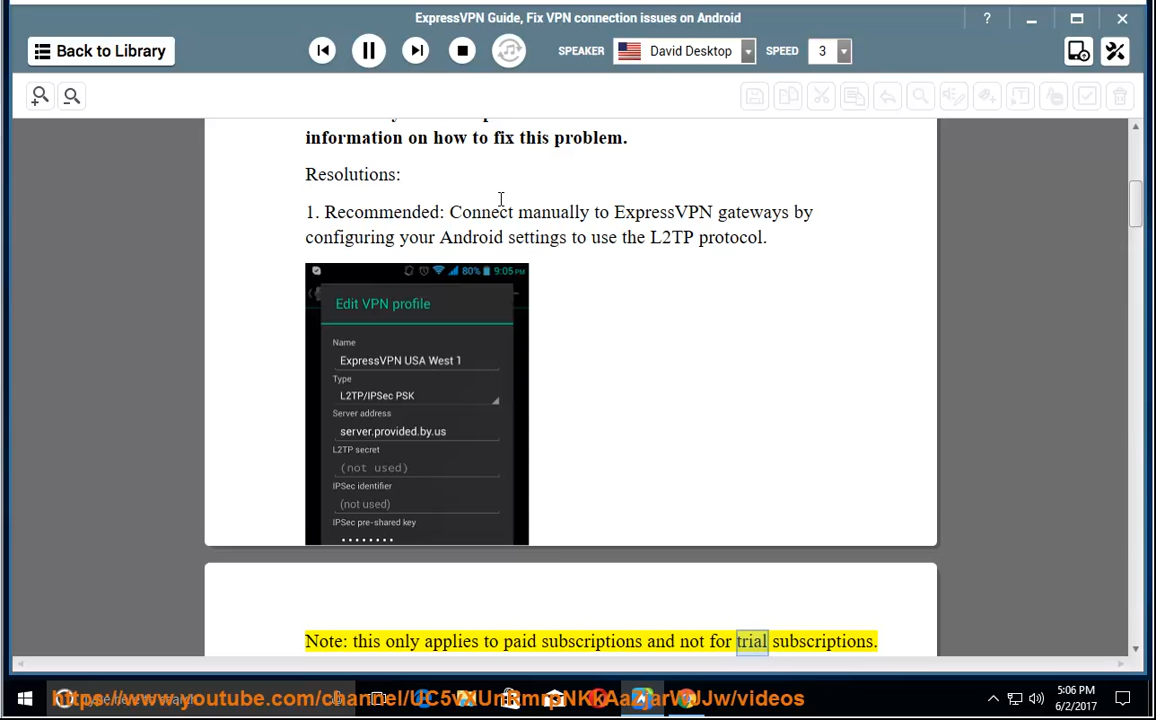 ExpressVPN Guide, Fix VPN connection issues on Android
?
Back to Library
SPEAKER David Desktop SPEED 3
information on how to fix this problem.
Resolutions:
1. Recommended: Connect manually to ExpressVPN gateways by
configuring your Android settings to use the L2TP protocol.
80% 9:05 PM
Edit VPN profile
Name
ExpressVPN USA West 1
Type
L2TP/IPSec PSK
Server address
server.provided.by.us
L2TP secret
(not used)
IPSec identifier
(not used)
IPSec pre-shared key
Note: this only applies to paid subscriptions and not for trial subscriptions.
5:06 PM
6/2/2017